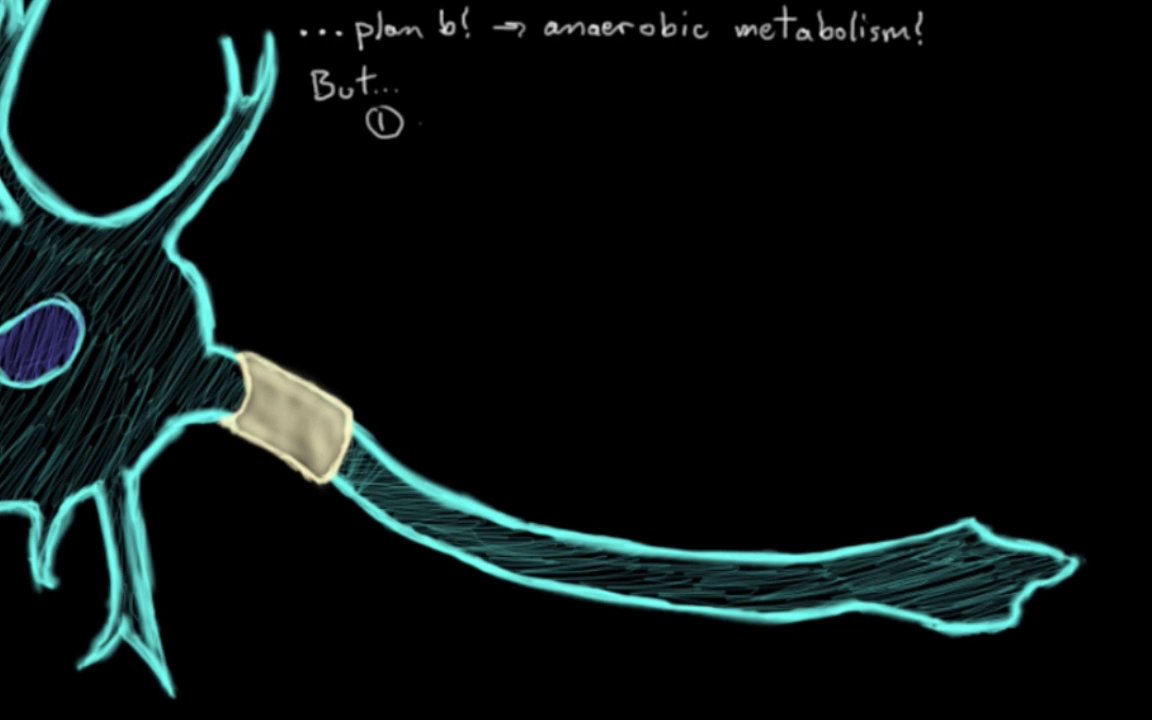 ...plan b! → anaerobic metabolism!
But...
①